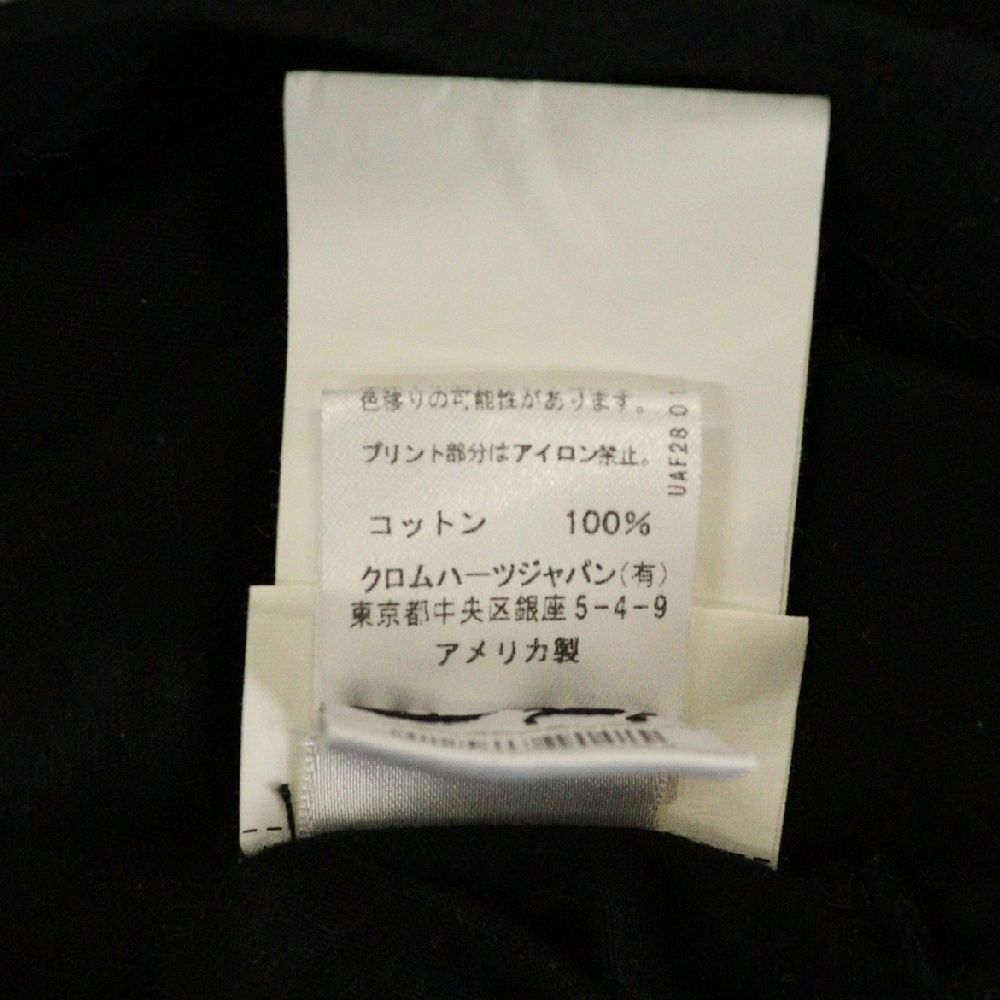 色落りの可能性があります。
プリント部分はアイロン禁止。
コットン 100%
クロムハーツジャパン(有)
東京都中央区銀座5-4-9
アメリカ製
UAF28 0